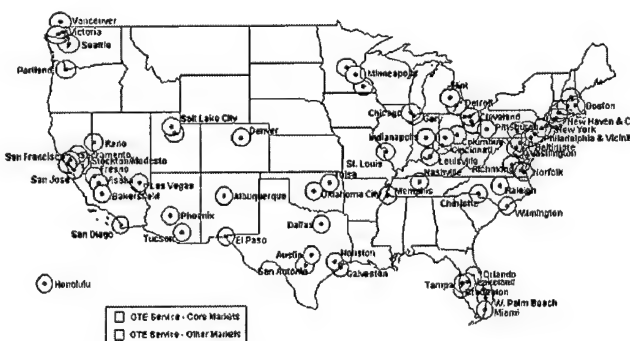 Vancouver
Victoria
Seattle
Portland
Minneapolis
Flint
Detroit
Chicago
Cleveland
Boston
Gary
New Haven & C
Pittsburgh
New York
Salt Lake City
Philadelphia & Vicini
Reno
Denver
Indianapolis
Columbus
Baltimore
Sacramento
Cincinnati
Washington
San Francisco
Stockton/Modesto
St. Louis
Louisville
Richmond
Fresno
Norfolk
San Jose
Visalia
Las Vegas
Tulsa
Nashville
Raleigh
Bakersfield
Albuquerque
Oklahoma City
Memphis
Charlotte
Phoenix
Wilmington
San Diego
Dallas
Tucson
El Paso
Austin
Houston
San Antonio
Galveston
Orlando
Honolulu
Tampa
Lakeland
W. Palm Beach
Miami
GTE Service - Core Markets
GTE Service - Other Markets